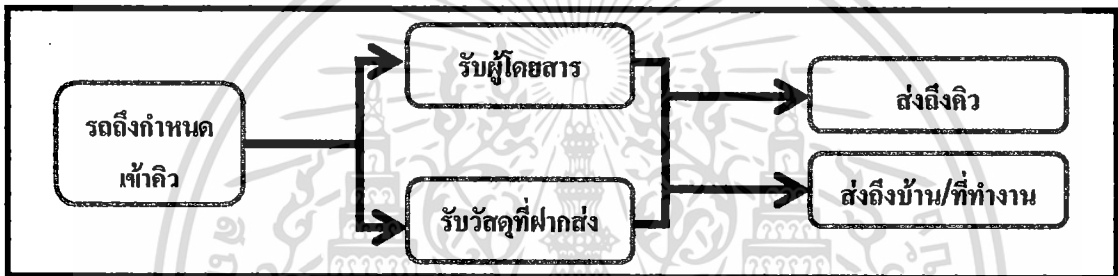 รถถึงกำหนด
เข้าคิว
รับผู้โดยสาร
รับวัสดุที่ฝากส่ง
ส่งถึงคิว
ส่งถึงบ้าน/ที่ทำงาน